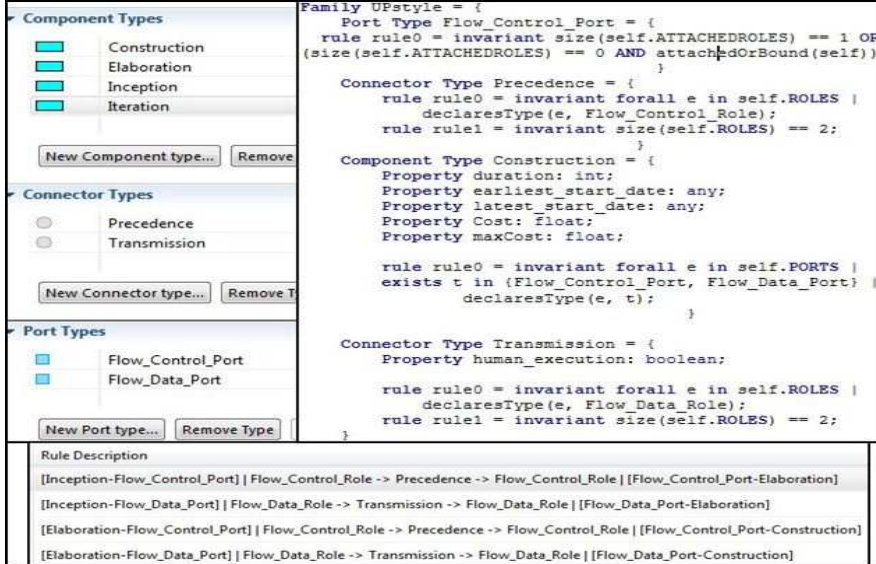 Component Types
Construction
Elaboration
Inception
Iteration
New Component type... Remove
Connector Types
Precedence
Transmission
New Connector type... Remove T
Port Types
Flow_Control_Port
Flow_Data_Port
New Port type... Remove Type
Family UPstyle = {
Port Type Flow_Control_Port = {
rule rule0 = invariant size(self.ATTACHEDROLES) == 1 OR
(size(self.ATTACHEDROLES) == 0 AND attachedOrBound(self))
}
Connector Type Precedence = {
rule rule0 = invariant forall e in self.ROLES |
declaresType(e, Flow_Control_Role);
rule rule1 = invariant size(self.ROLES) == 2;
}
Component Type Construction = {
Property duration: int;
Property earliest_start_date: any;
Property latest_start_date: any;
Property Cost: float;
Property maxCost: float;
rule rule0 = invariant forall e in self.PORTS |
exists t in {Flow_Control_Port, Flow_Data_Port} |
declaresType(e, t);
}
Connector Type Transmission = {
Property human_execution: boolean;
rule rule0 = invariant forall e in self.ROLES |
declaresType(e, Flow_Data_Role);
rule rule1 = invariant size(self.ROLES) == 2;
}
Rule Description
[Inception-Flow_Control_Port] | Flow_Control_Role -> Precedence -> Flow_Control_Role | [Flow_Control_Port-Elaboration]
[Inception-Flow_Data_Port] | Flow_Data_Role -> Transmission -> Flow_Data_Role | [Flow_Data_Port-Elaboration]
[Elaboration-Flow_Control_Port] | Flow_Control_Role -> Precedence -> Flow_Control_Role | [Flow_Control_Port-Construction]
[Elaboration-Flow_Data_Port] | Flow_Data_Role -> Transmission -> Flow_Data_Role | [Flow_Data_Port-Construction]